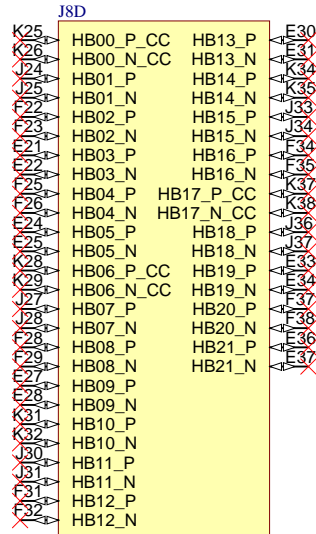 J8D
K25 HB00_P_CC HB13_P E30
K26 HB00_N_CC HB13_N E31
J24 HB01_P HB14_P K34
J25 HB01_N HB14_N K35
F22 HB02_P HB15_P J33
F23 HB02_N HB15_N J34
E21 HB03_P HB16_P F34
E22 HB03_N HB16_N F35
F25 HB04_P HB17_P_CC K37
F26 HB04_N HB17_N_CC K38
E24 HB05_P HB18_P J36
E25 HB05_N HB18_N J37
K28 HB06_P_CC HB19_P E33
K29 HB06_N_CC HB19_N E34
J27 HB07_P HB20_P F37
J28 HB07_N HB20_N F38
F28 HB08_P HB21_P E36
F29 HB08_N HB21_N E37
E27 HB09_P
E28 HB09_N
K31 HB10_P
K32 HB10_N
J30 HB11_P
J31 HB11_N
F31 HB12_P
F32 HB12_N